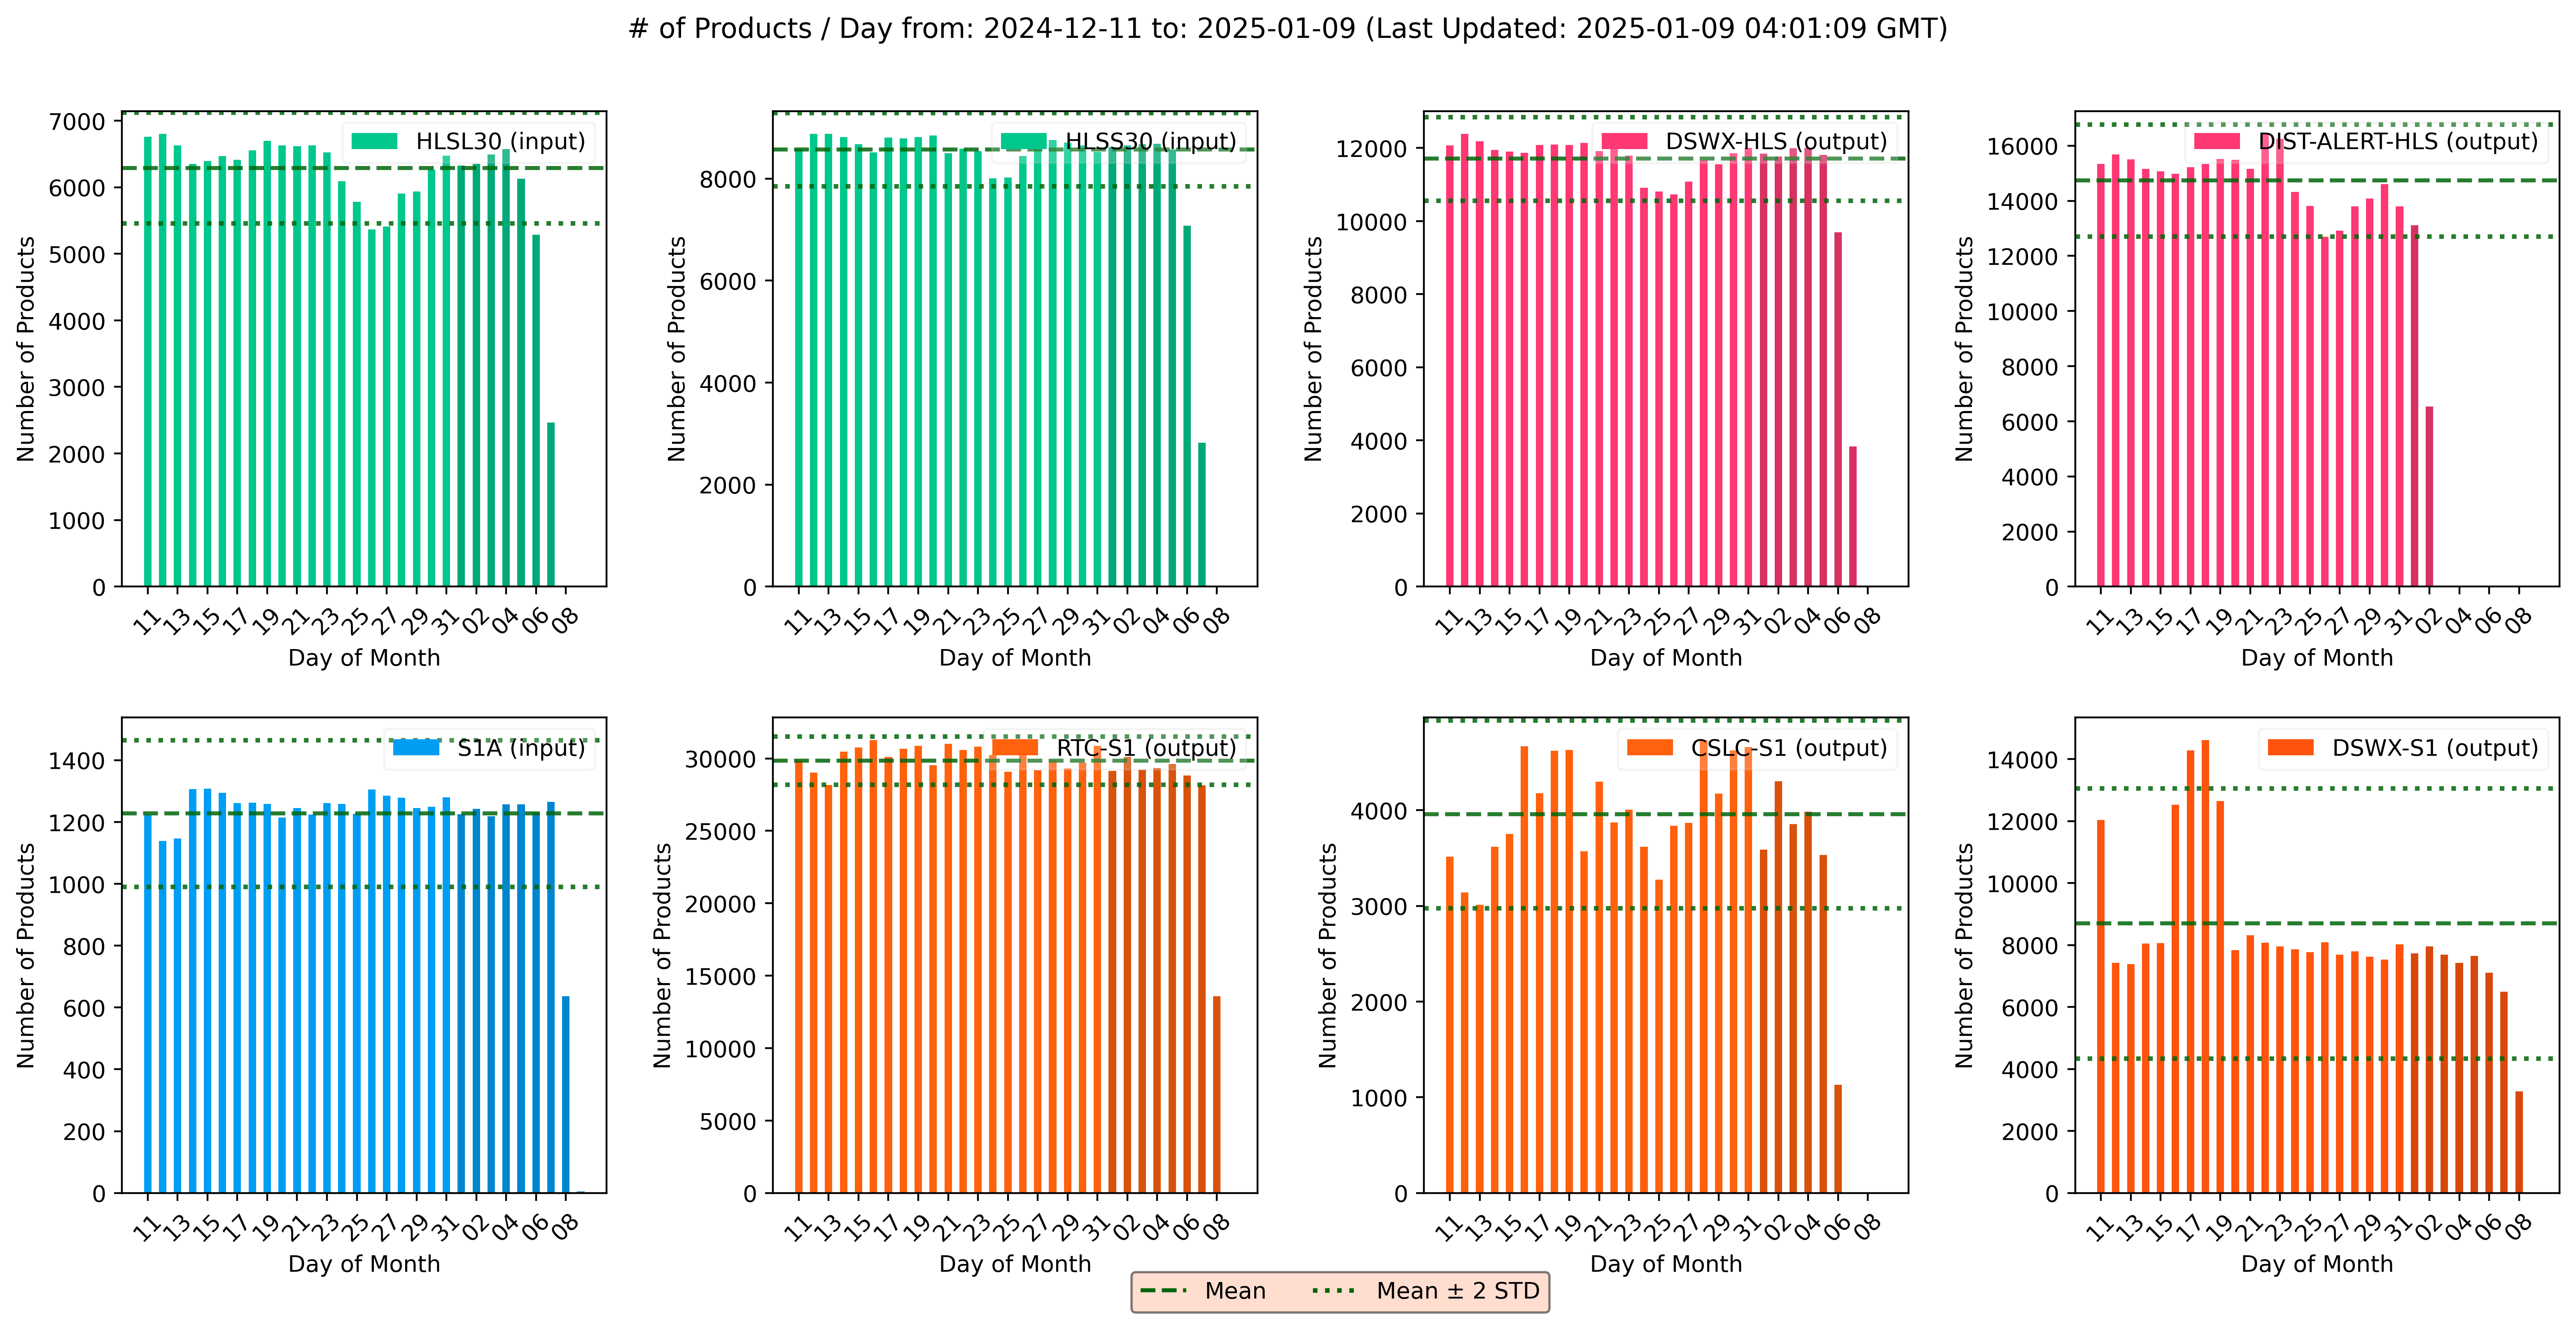 # of Products / Day from: 2024-12-11 to: 2025-01-09 (Last Updated: 2025-01-09 04:01:09 GMT)
HLSL30 (input)
Number of Products
7000
6000
5000
4000
3000
2000
1000
0
11 13 15 17 19 21 23 25 27 29 31 02 04 06 08
Day of Month
HLSS30 (input)
Number of Products
8000
6000
4000
2000
0
11 13 15 17 19 21 23 25 27 29 31 02 04 06 08
Day of Month
DSWX-HLS (output)
Number of Products
12000
10000
8000
6000
4000
2000
0
11 13 15 17 19 21 23 25 27 29 31 02 04 06 08
Day of Month
DIST-ALERT-HLS (output)
Number of Products
16000
14000
12000
10000
8000
6000
4000
2000
0
11 13 15 17 19 21 23 25 27 29 31 02 04 06 08
Day of Month
S1A (input)
Number of Products
1400
1200
1000
800
600
400
200
0
11 13 15 17 19 21 23 25 27 29 31 02 04 06 08
Day of Month
RTC-S1 (output)
Number of Products
30000
25000
20000
15000
10000
5000
0
11 13 15 17 19 21 23 25 27 29 31 02 04 06 08
Day of Month
CSLC-S1 (output)
Number of Products
4000
3000
2000
1000
0
11 13 15 17 19 21 23 25 27 29 31 02 04 06 08
Day of Month
DSWX-S1 (output)
Number of Products
14000
12000
10000
8000
6000
4000
2000
0
11 13 15 17 19 21 23 25 27 29 31 02 04 06 08
Day of Month
Mean
Mean ± 2 STD